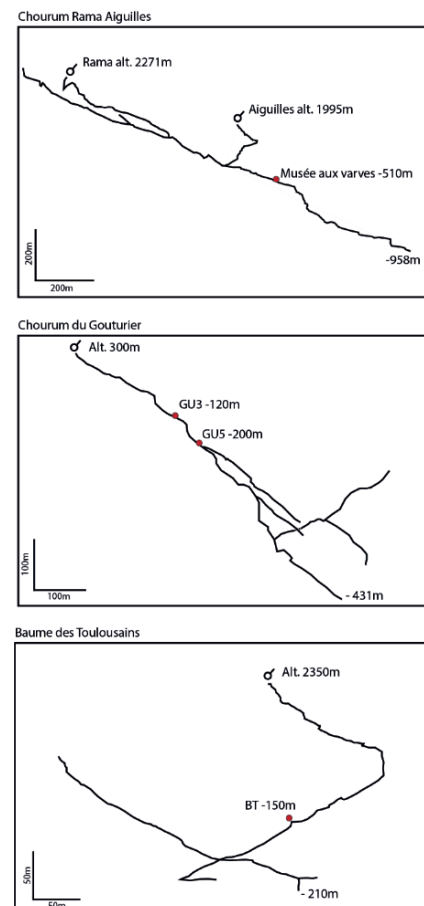 Chourum Rama Aiguilles
Rama alt. 2271m
Aiguilles alt. 1995m
Musée aux varves -510m
200m
200m
-958m
Chourum du Gouturier
Alt. 300m
GU3 -120m
GU5 -200m
100m
100m
- 431m
Baume des Toulousains
Alt. 2350m
BT -150m
50m
50m
- 210m